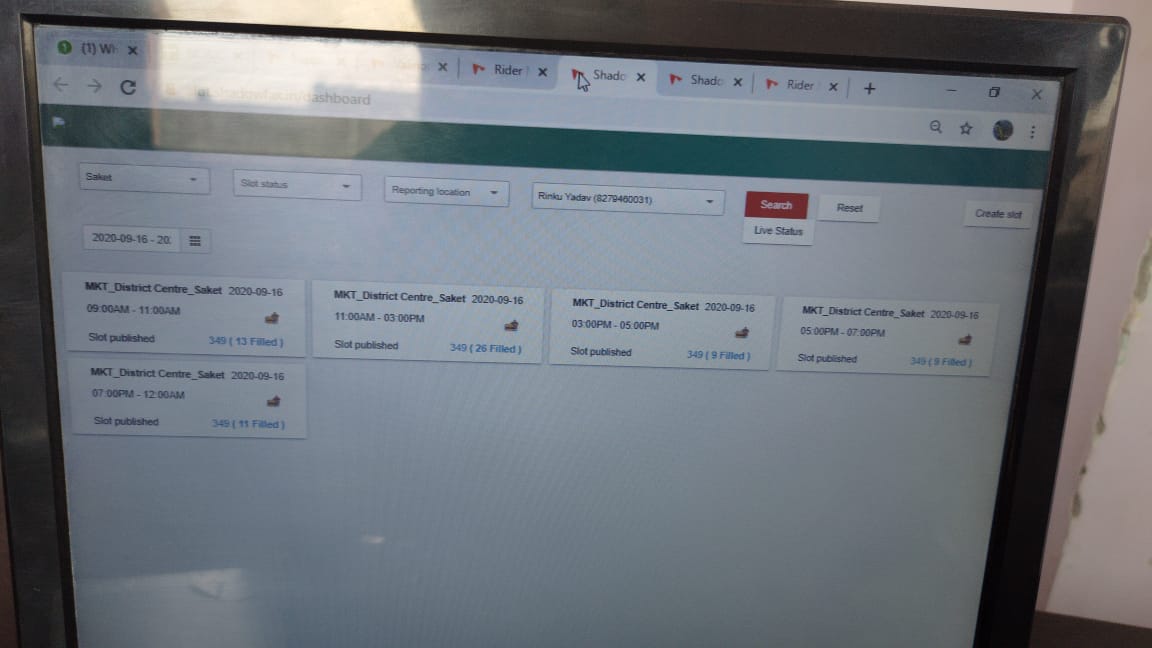 (1) Wh
Rider
Shado
Shado
Rider
dashboard
Saket
Slot status
Reporting location
Rinku Yadav (8279460031)
Search
Reset
Create slot
Live Status
2020-09-16 - 20
MKT_District Centre_Saket 2020-09-16
09:00AM - 11:00AM
Slot published 349 ( 13 Filled )
MKT_District Centre_Saket 2020-09-16
11:00AM - 03:00PM
Slot published 349 ( 26 Filled )
MKT_District Centre_Saket 2020-09-16
03:00PM - 05:00PM
Slot published 349 ( 9 Filled )
MKT_District Centre_Saket 2020-09-16
05:00PM - 07:00PM
Slot published 349 ( 9 Filled )
MKT_District Centre_Saket 2020-09-16
07:00PM - 12:00AM
Slot published 349 ( 11 Filled )